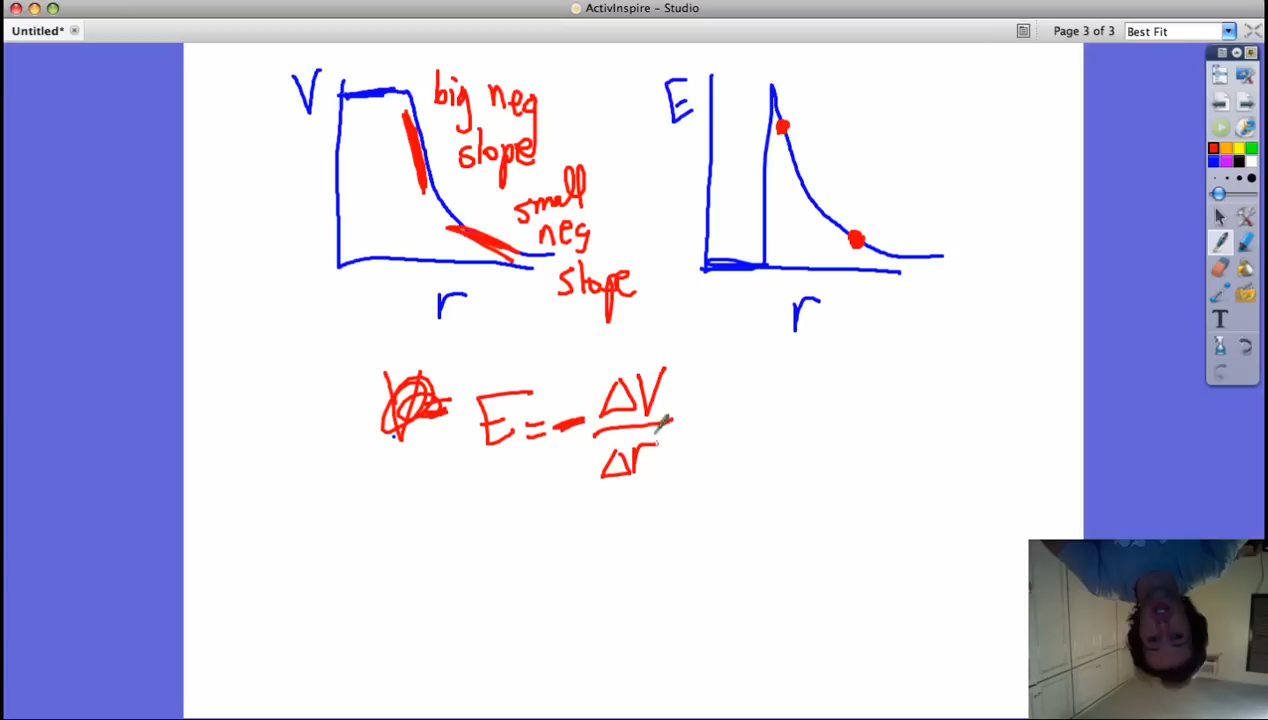 ActivInspire – Studio
Untitled*
Page 3 of 3
Best Fit
V
big neg
slope
small
neg
slope
r
E
r
E = - ΔV
Δr
T